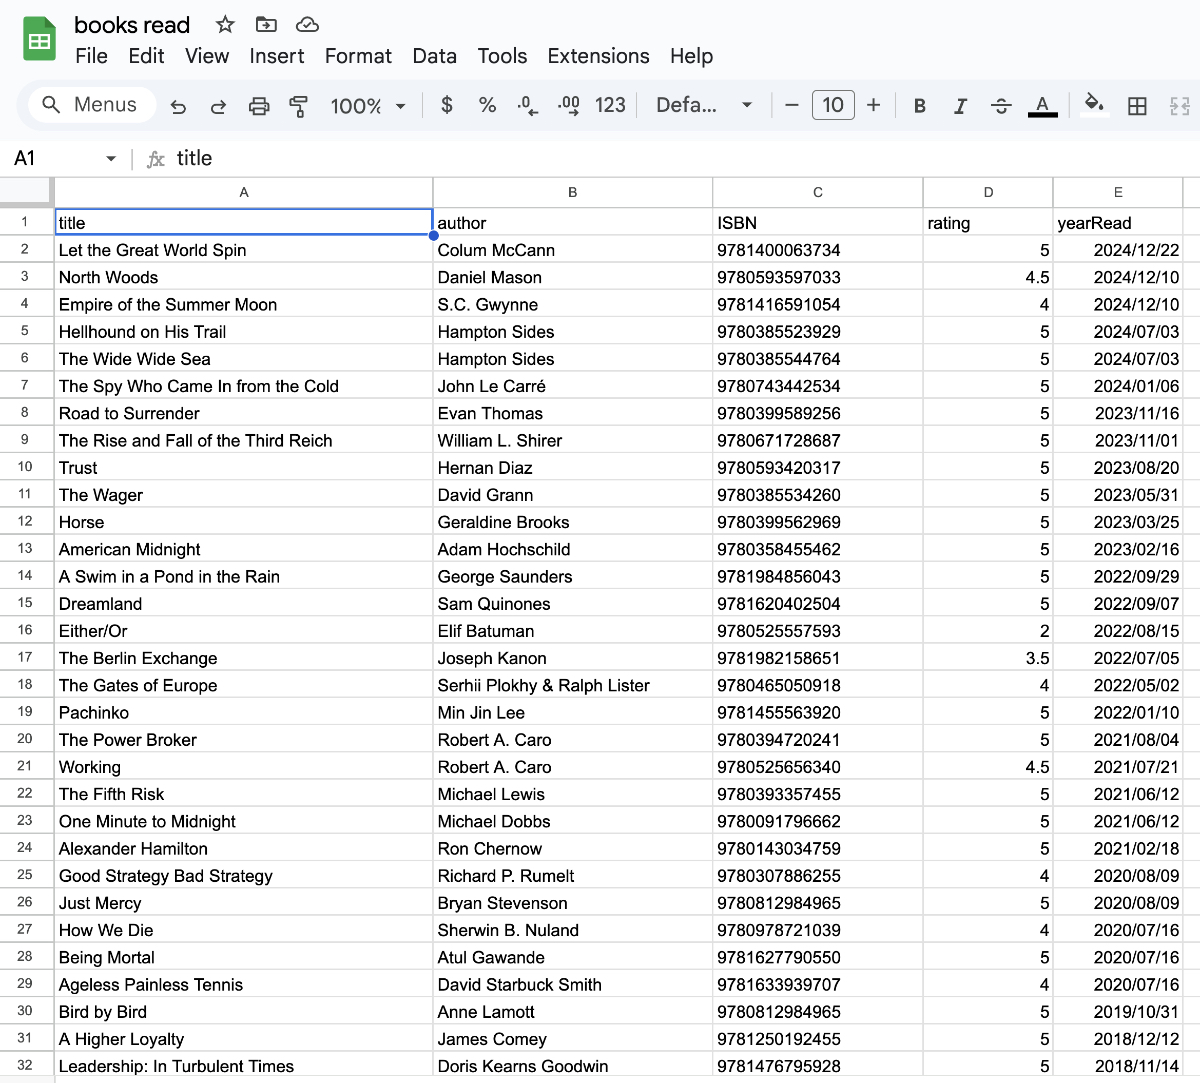 books read
File Edit View Insert Format Data Tools Extensions Help
Menus 100% $ % .0 .00 123 Defa... − 10 + B I S A
A1 fx title
A B C D E
1 title author ISBN rating yearRead
2 Let the Great World Spin Colum McCann 9781400063734 5 2024/12/22
3 North Woods Daniel Mason 9780593597033 4.5 2024/12/10
4 Empire of the Summer Moon S.C. Gwynne 9781416591054 4 2024/12/10
5 Hellhound on His Trail Hampton Sides 9780385523929 5 2024/07/03
6 The Wide Wide Sea Hampton Sides 9780385544764 5 2024/07/03
7 The Spy Who Came In from the Cold John Le Carré 9780743442534 5 2024/01/06
8 Road to Surrender Evan Thomas 9780399589256 5 2023/11/16
9 The Rise and Fall of the Third Reich William L. Shirer 9780671728687 5 2023/11/01
10 Trust Hernan Diaz 9780593420317 5 2023/08/20
11 The Wager David Grann 9780385534260 5 2023/05/31
12 Horse Geraldine Brooks 9780399562969 5 2023/03/25
13 American Midnight Adam Hochschild 9780358455462 5 2023/02/16
14 A Swim in a Pond in the Rain George Saunders 9781984856043 5 2022/09/29
15 Dreamland Sam Quinones 9781620402504 5 2022/09/07
16 Either/Or Elif Batuman 9780525557593 2 2022/08/15
17 The Berlin Exchange Joseph Kanon 9781982158651 3.5 2022/07/05
18 The Gates of Europe Serhii Plokhy & Ralph Lister 9780465050918 4 2022/05/02
19 Pachinko Min Jin Lee 9781455563920 5 2022/01/10
20 The Power Broker Robert A. Caro 9780394720241 5 2021/08/04
21 Working Robert A. Caro 9780525656340 4.5 2021/07/21
22 The Fifth Risk Michael Lewis 9780393357455 5 2021/06/12
23 One Minute to Midnight Michael Dobbs 9780091796662 5 2021/06/12
24 Alexander Hamilton Ron Chernow 9780143034759 5 2021/02/18
25 Good Strategy Bad Strategy Richard P. Rumelt 9780307886255 4 2020/08/09
26 Just Mercy Bryan Stevenson 9780812984965 5 2020/08/09
27 How We Die Sherwin B. Nuland 9780978721039 4 2020/07/16
28 Being Mortal Atul Gawande 9781627790550 5 2020/07/16
29 Ageless Painless Tennis David Starbuck Smith 9781633939707 4 2020/07/16
30 Bird by Bird Anne Lamott 9780812984965 5 2019/10/31
31 A Higher Loyalty James Comey 9781250192455 5 2018/12/12
32 Leadership: In Turbulent Times Doris Kearns Goodwin 9781476795928 5 2018/11/14